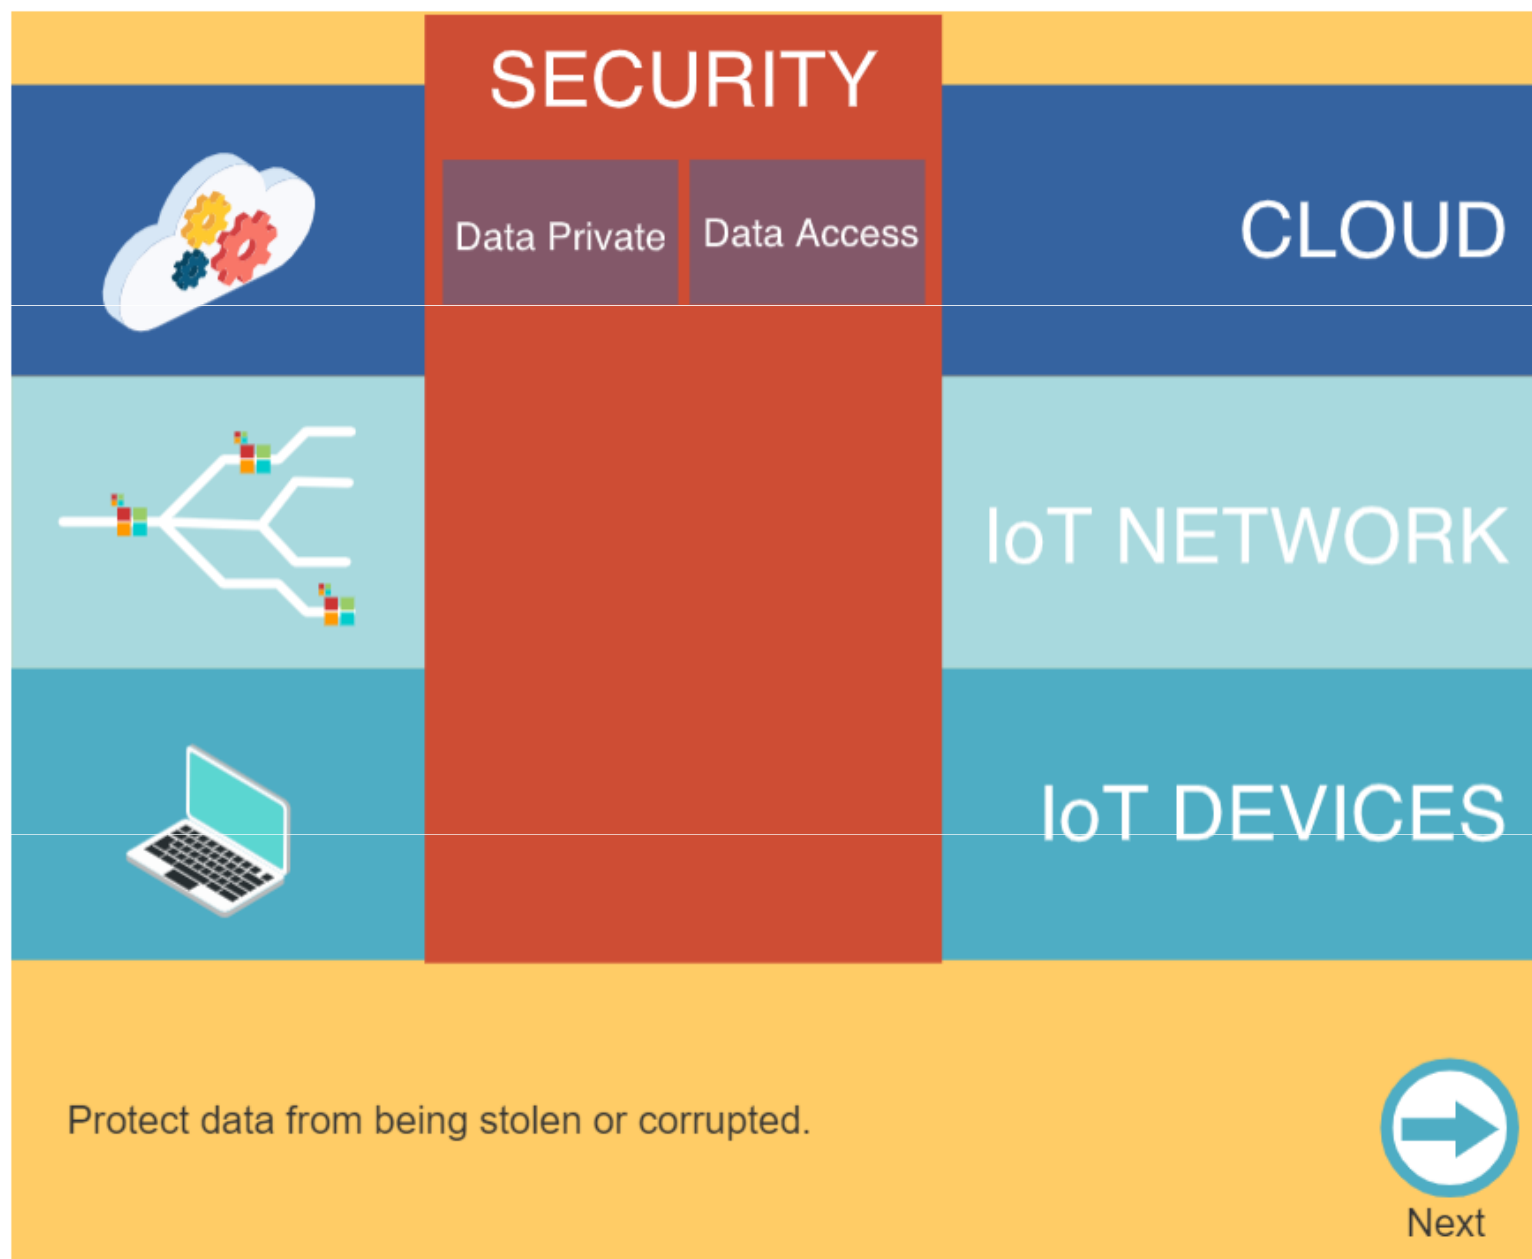 SECURITY
Data Private
Data Access
CLOUD
IoT NETWORK
IoT DEVICES
Protect data from being stolen or corrupted.
Next